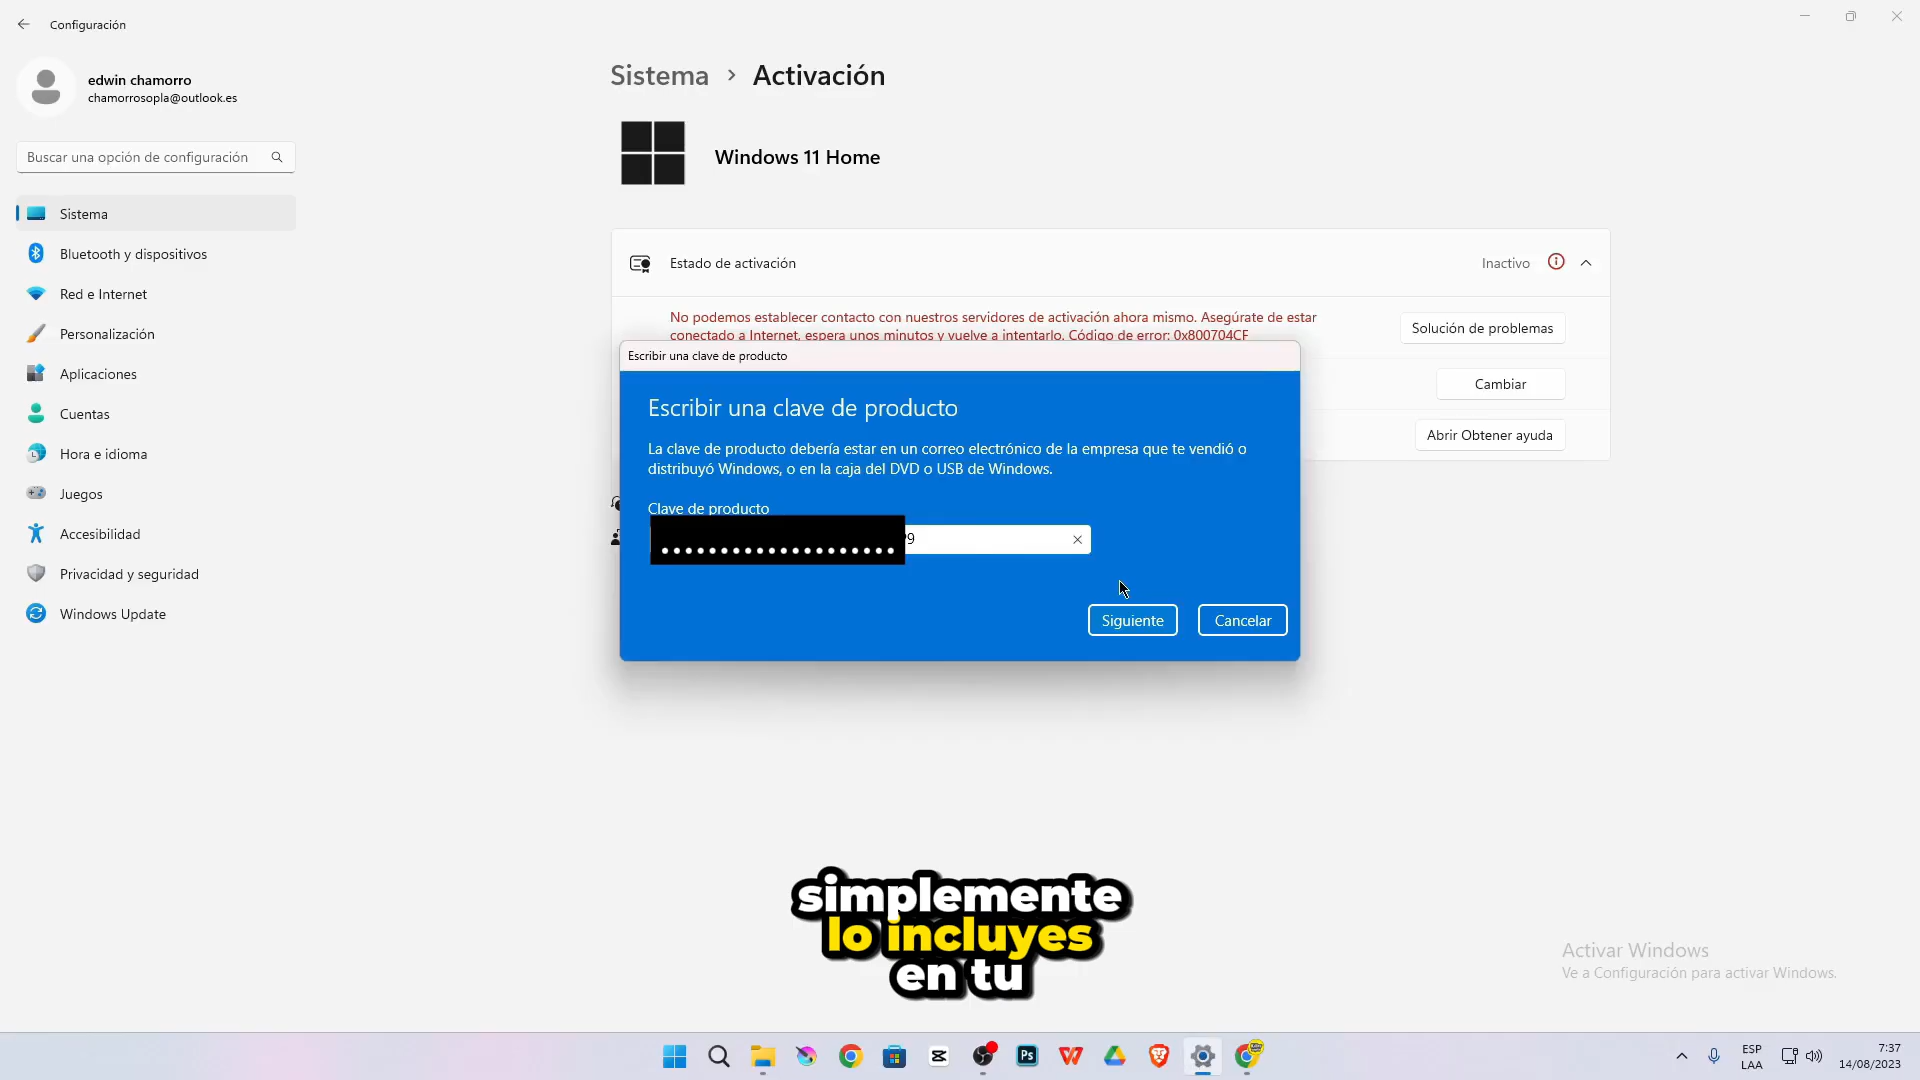 Configuración
edwin chamorro
chamorrosopla@outlook.es
Buscar una opción de configuración
Sistema
Bluetooth y dispositivos
Red e Internet
Personalización
Aplicaciones
Cuentas
Hora e idioma
Juegos
Accesibilidad
Privacidad y seguridad
Windows Update
Sistema > Activación
Windows 11 Home
Estado de activación
Inactivo
No podemos establecer contacto con nuestros servidores de activación ahora mismo. Asegúrate de estar
conectado a Internet, espera unos minutos y vuelve a intentarlo. Código de error: 0x800704CF
Solución de problemas
Cambiar
Abrir Obtener ayuda
Escribir una clave de producto
Escribir una clave de producto
La clave de producto debería estar en un correo electrónico de la empresa que te vendió o
distribuyó Windows, o en la caja del DVD o USB de Windows.
Clave de producto
9
Siguiente
Cancelar
simplemente
lo incluyes
en tu
Activar Windows
Ve a Configuración para activar Windows.
Ps
ESP
LAA
7:37
14/08/2023